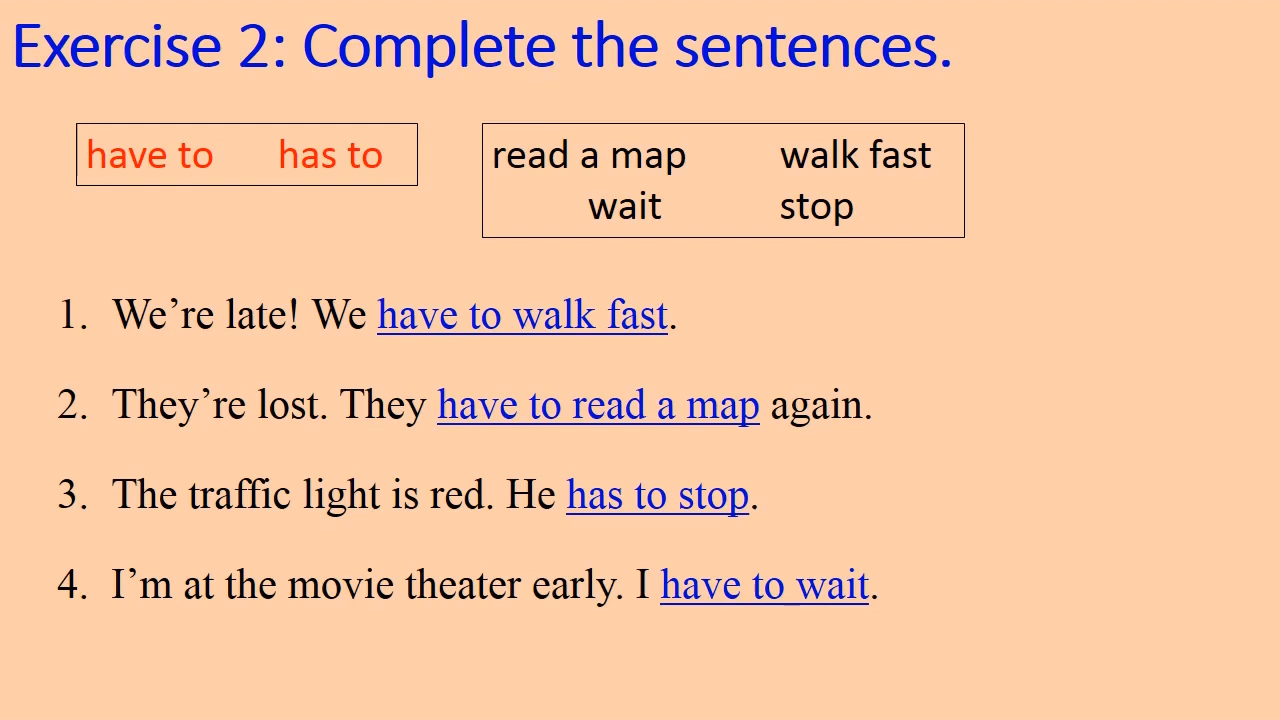 Exercise 2: Complete the sentences.
have to has to
read a map walk fast
wait stop
1. We’re late! We have to walk fast.
2. They’re lost. They have to read a map again.
3. The traffic light is red. He has to stop.
4. I’m at the movie theater early. I have to wait.